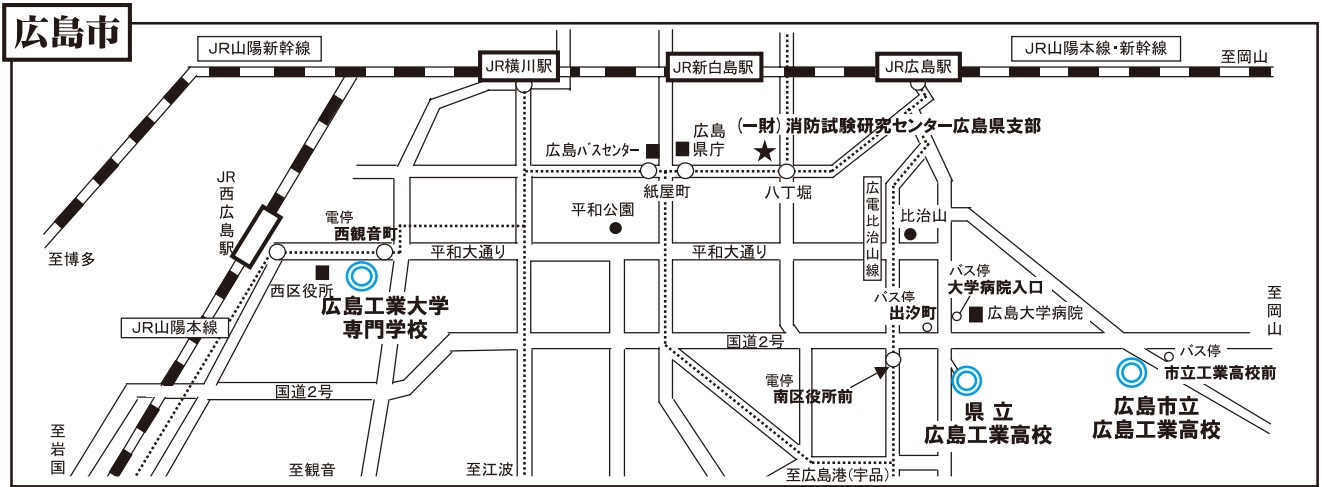 広島市
JR山陽新幹線
JR横川駅
JR新白島駅
JR広島駅
JR山陽本線・新幹線
至岡山
(一財)消防試験研究センター広島県支部
広島バスセンター
広島
県庁
紙屋町
八丁堀
JR西広島駅
電停
西観音町
平和公園
広電比治山線
比治山
至博多
平和大通り
平和大通り
西区役所
広島工業大学
専門学校
バス停
大学病院入口
広島大学病院
バス停
出汐町
至岡山
JR山陽本線
国道2号
国道2号
電停
南区役所前
バス停
市立工業高校前
県立
広島工業高校
広島市立
広島工業高校
至岩国
至観音
至江波
至広島港(宇品)